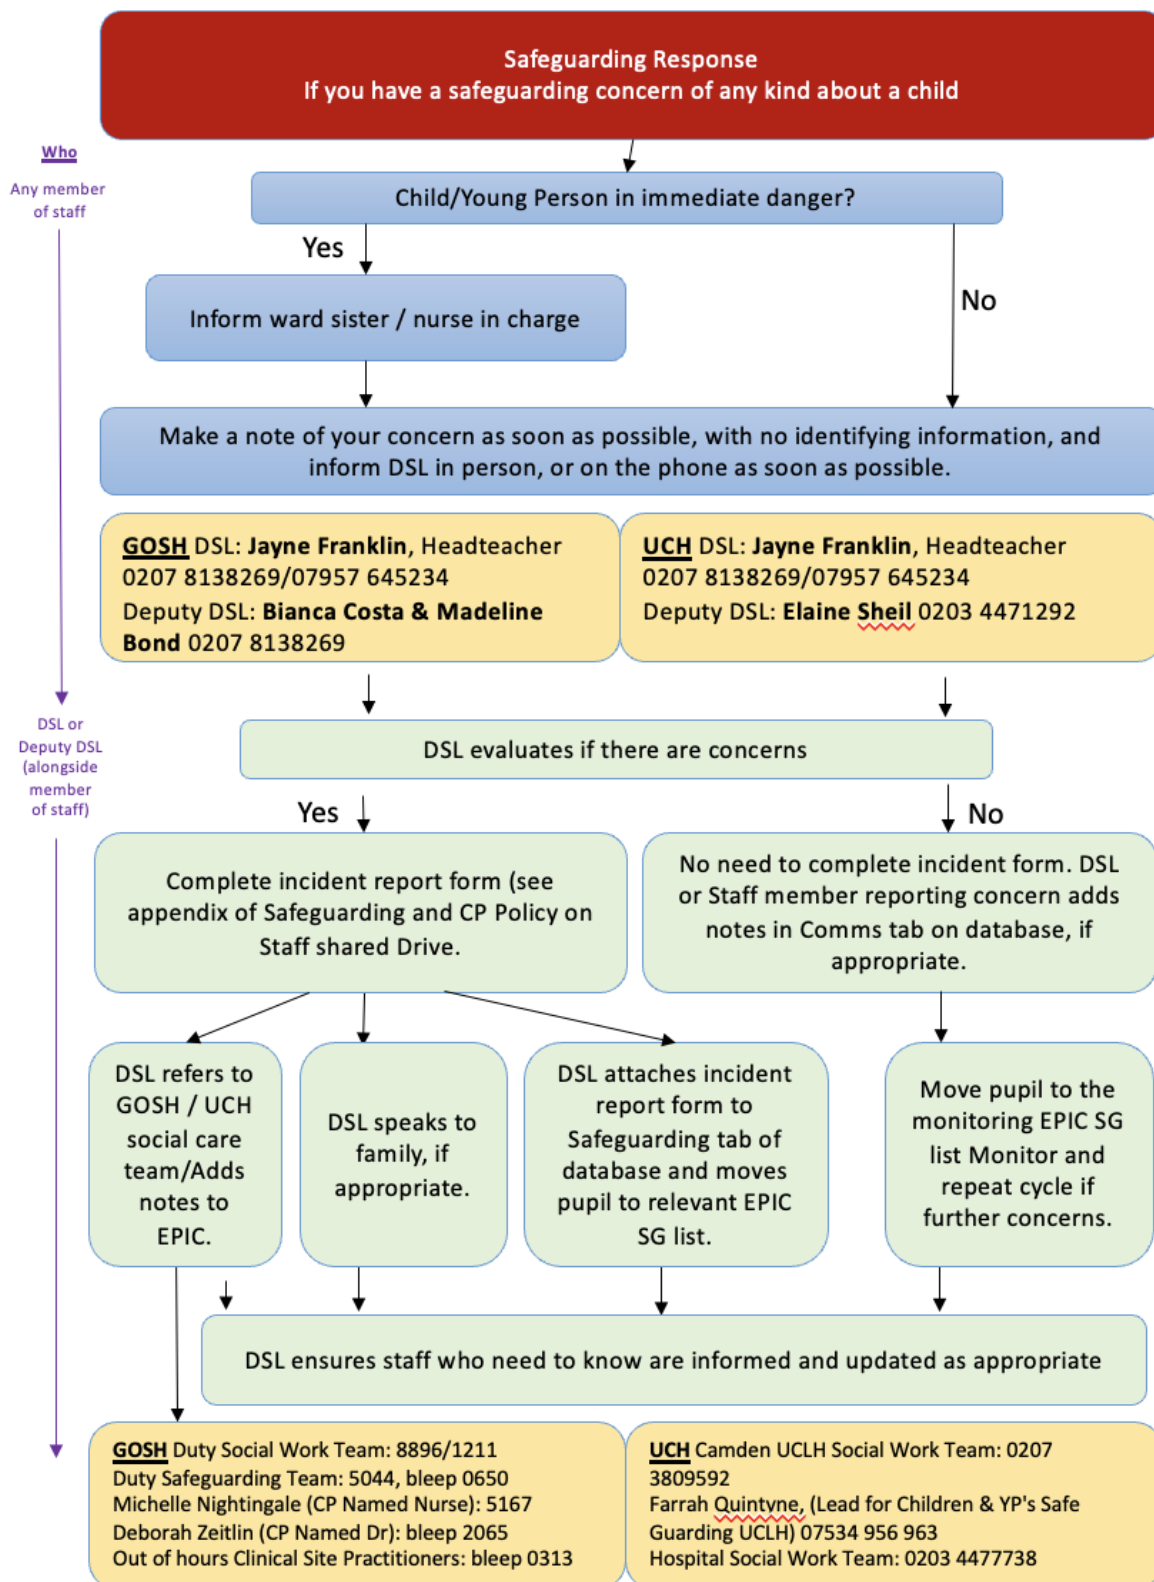 Safeguarding Response
If you have a safeguarding concern of any kind about a child
Who
Any member
of staff
Child/Young Person in immediate danger?
Yes
No
Inform ward sister / nurse in charge
Make a note of your concern as soon as possible, with no identifying information, and
inform DSL in person, or on the phone as soon as possible.
GOSH DSL: Jayne Franklin, Headteacher
0207 8138269/07957 645234
Deputy DSL: Bianca Costa & Madeline
Bond 0207 8138269
UCH DSL: Jayne Franklin, Headteacher
0207 8138269/07957 645234
Deputy DSL: Elaine Sheil 0203 4471292
DSL or
Deputy DSL
(alongside
member
of staff)
DSL evaluates if there are concerns
Yes
No
Complete incident report form (see
appendix of Safeguarding and CP Policy on
Staff shared Drive.
No need to complete incident form. DSL
or Staff member reporting concern adds
notes in Comms tab on database, if
appropriate.
DSL refers to
GOSH / UCH
social care
team/Adds
notes to
EPIC.
DSL speaks to
family, if
appropriate.
DSL attaches incident
report form to
Safeguarding tab of
database and moves
pupil to relevant EPIC
SG list.
Move pupil to the
monitoring EPIC SG
list Monitor and
repeat cycle if
further concerns.
DSL ensures staff who need to know are informed and updated as appropriate
GOSH Duty Social Work Team: 8896/1211
Duty Safeguarding Team: 5044, bleep 0650
Michelle Nightingale (CP Named Nurse): 5167
Deborah Zeitlin (CP Named Dr): bleep 2065
Out of hours Clinical Site Practitioners: bleep 0313
UCH Camden UCLH Social Work Team: 0207
3809592
Farrah Quintyne, (Lead for Children & YP's Safe
Guarding UCLH) 07534 956 963
Hospital Social Work Team: 0203 4477738